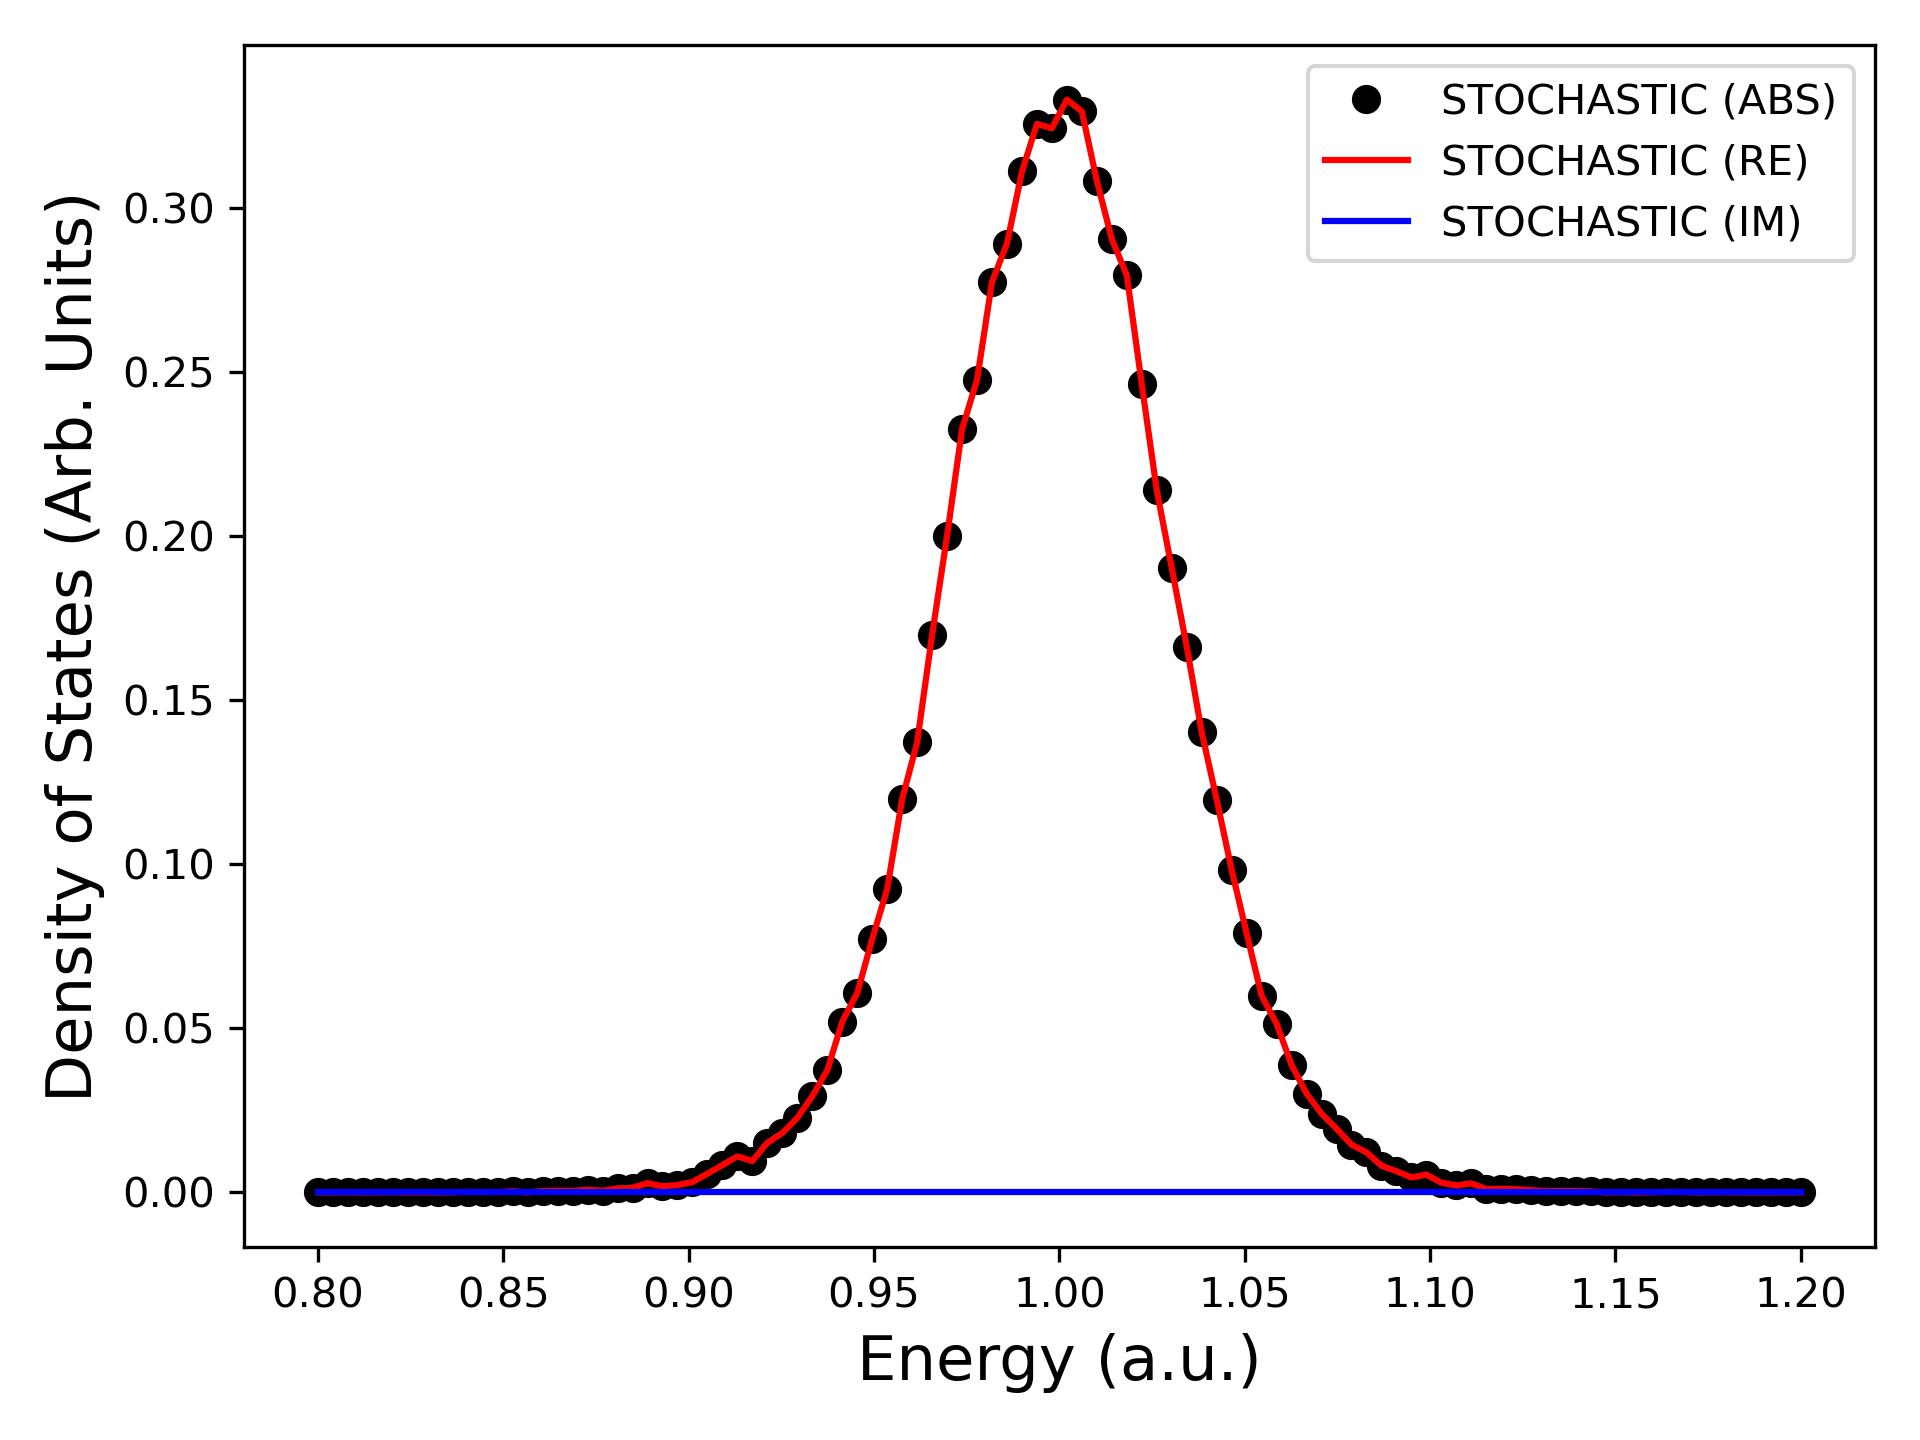 STOCHASTIC (ABS)
STOCHASTIC (RE)
STOCHASTIC (IM)
Density of States (Arb. Units)
0.30
0.25
0.20
0.15
0.10
0.05
0.00
0.80 0.85 0.90 0.95 1.00 1.05 1.10 1.15 1.20
Energy (a.u.)